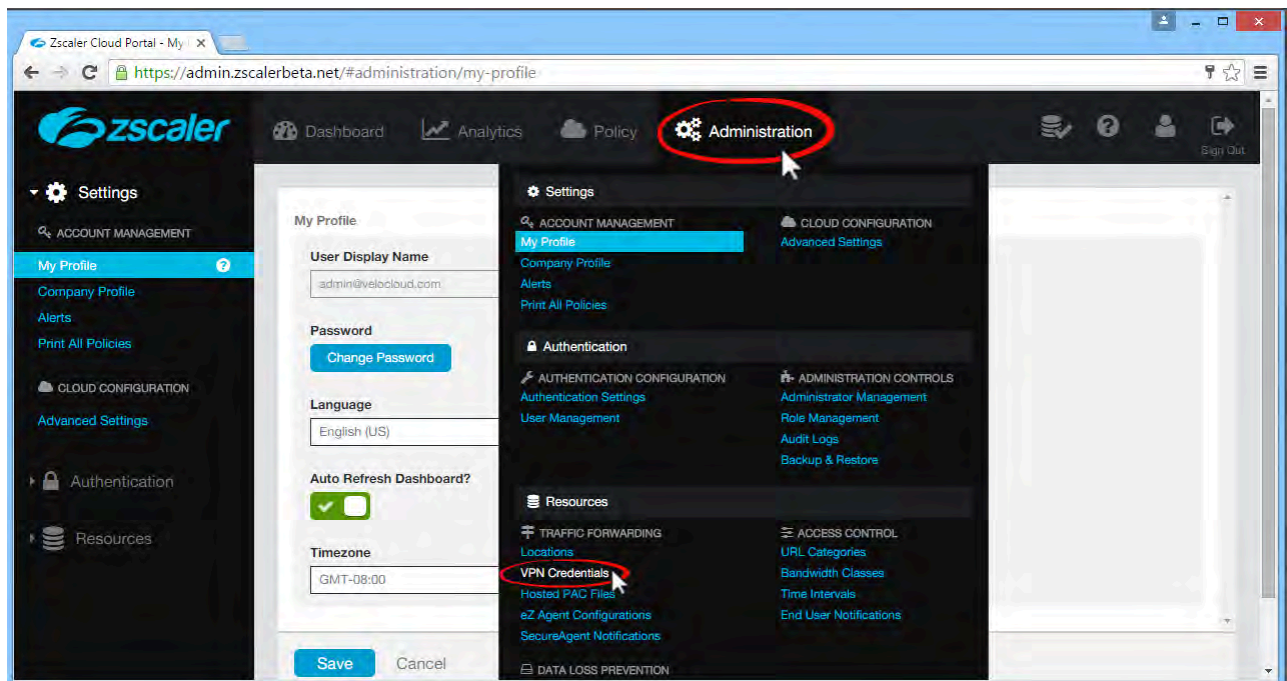 Zscaler Cloud Portal - My
https://admin.zscalerbeta.net/#administration/my-profile
zscaler
Dashboard
Analytics
Policy
Administration
Sign Out
Settings
ACCOUNT MANAGEMENT
My Profile
Company Profile
Alerts
Print All Policies
CLOUD CONFIGURATION
Advanced Settings
Authentication
Resources
My Profile
User Display Name
admin@velocloud.com
Password
Change Password
Language
English (US)
Auto Refresh Dashboard?
Timezone
GMT-08:00
Save
Cancel
Settings
ACCOUNT MANAGEMENT
My Profile
Company Profile
Alerts
Print All Policies
CLOUD CONFIGURATION
Advanced Settings
Authentication
AUTHENTICATION CONFIGURATION
Authentication Settings
User Management
ADMINISTRATION CONTROLS
Administrator Management
Role Management
Audit Logs
Backup & Restore
Resources
TRAFFIC FORWARDING
Locations
VPN Credentials
Hosted PAC Files
eZ Agent Configurations
SecureAgent Notifications
DATA LOSS PREVENTION
ACCESS CONTROL
URL Categories
Bandwidth Classes
Time Intervals
End User Notifications